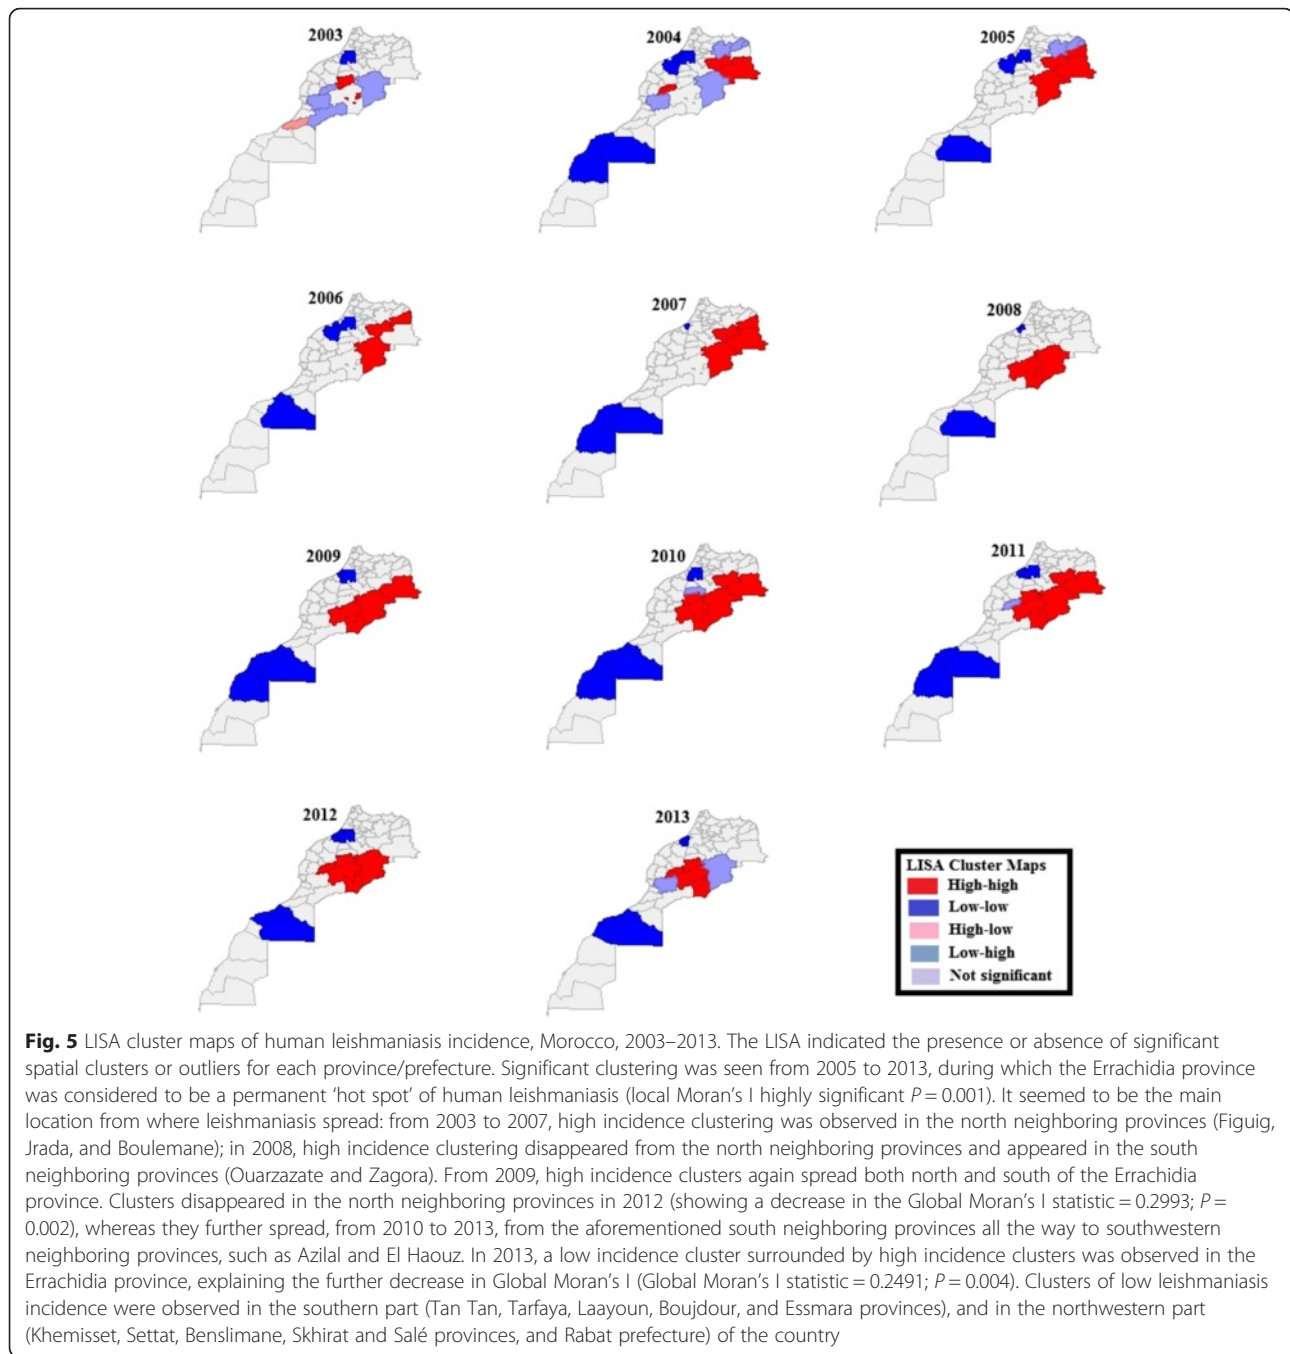 2003
2004
2005
2006
2007
2008
2009
2010
2011
2012
2013
LISA Cluster Maps
High-high
Low-low
High-low
Low-high
Not significant
Fig. 5 LISA cluster maps of human leishmaniasis incidence, Morocco, 2003–2013. The LISA indicated the presence or absence of significant
spatial clusters or outliers for each province/prefecture. Significant clustering was seen from 2005 to 2013, during which the Errachidia province
was considered to be a permanent ‘hot spot’ of human leishmaniasis (local Moran’s I highly significant P = 0.001). It seemed to be the main
location from where leishmaniasis spread: from 2003 to 2007, high incidence clustering was observed in the north neighboring provinces (Figuig,
Jrada, and Boulemane); in 2008, high incidence clustering disappeared from the north neighboring provinces and appeared in the south
neighboring provinces (Ouarzazate and Zagora). From 2009, high incidence clusters again spread both north and south of the Errachidia
province. Clusters disappeared in the north neighboring provinces in 2012 (showing a decrease in the Global Moran’s I statistic = 0.2993; P =
0.002), whereas they further spread, from 2010 to 2013, from the aforementioned south neighboring provinces all the way to southwestern
neighboring provinces, such as Azilal and El Haouz. In 2013, a low incidence cluster surrounded by high incidence clusters was observed in the
Errachidia province, explaining the further decrease in Global Moran’s I (Global Moran’s I statistic = 0.2491; P = 0.004). Clusters of low leishmaniasis
incidence were observed in the southern part (Tan Tan, Tarfaya, Laayoun, Boujdour, and Essmara provinces), and in the northwestern part
(Khemisset, Settat, Benslimane, Skhirat and Salé provinces, and Rabat prefecture) of the country